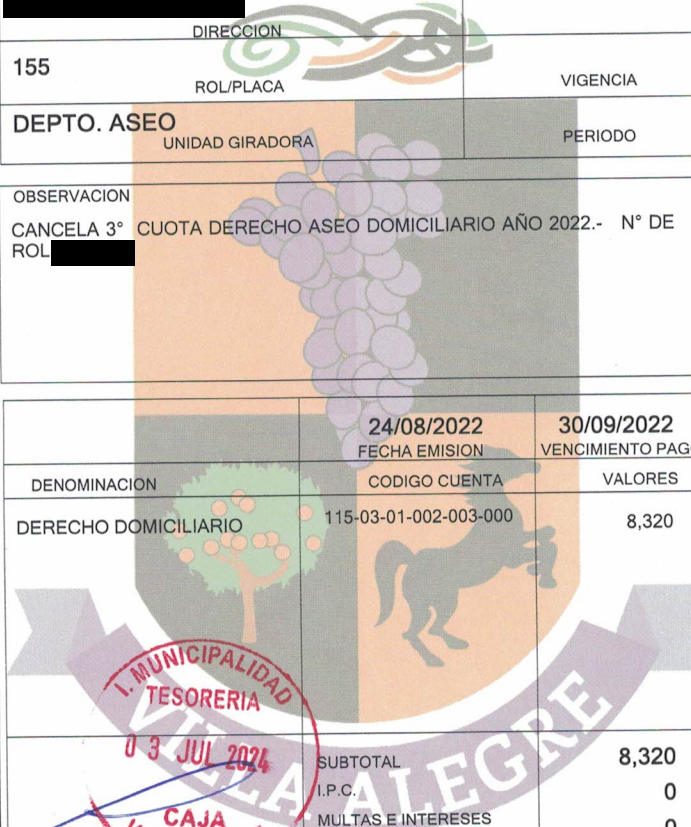 DIRECCION
155
ROL/PLACA
VIGENCIA
DEPTO. ASEO
UNIDAD GIRADORA
PERIODO
OBSERVACION
CANCELA 3° CUOTA DERECHO ASEO DOMICILIARIO AÑO 2022.- N° DE
ROL
24/08/2022 30/09/2022
FECHA EMISION VENCIMIENTO PAG
DENOMINACION CODIGO CUENTA VALORES
DERECHO DOMICILIARIO 115-03-01-002-003-000 8,320
I. MUNICIPALIDAD
TESORERIA
03 JUL 2024
CAJA
VILLA ALEGRE
SUBTOTAL 8,320
I.P.C. 0
MULTAS E INTERESES 0